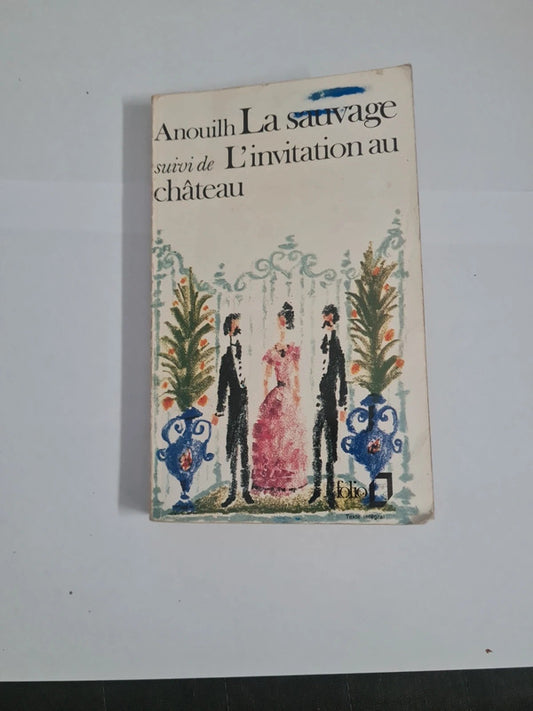 Anouilh La sauvage
suivi de L'invitation au
château
folio
Texte intégral